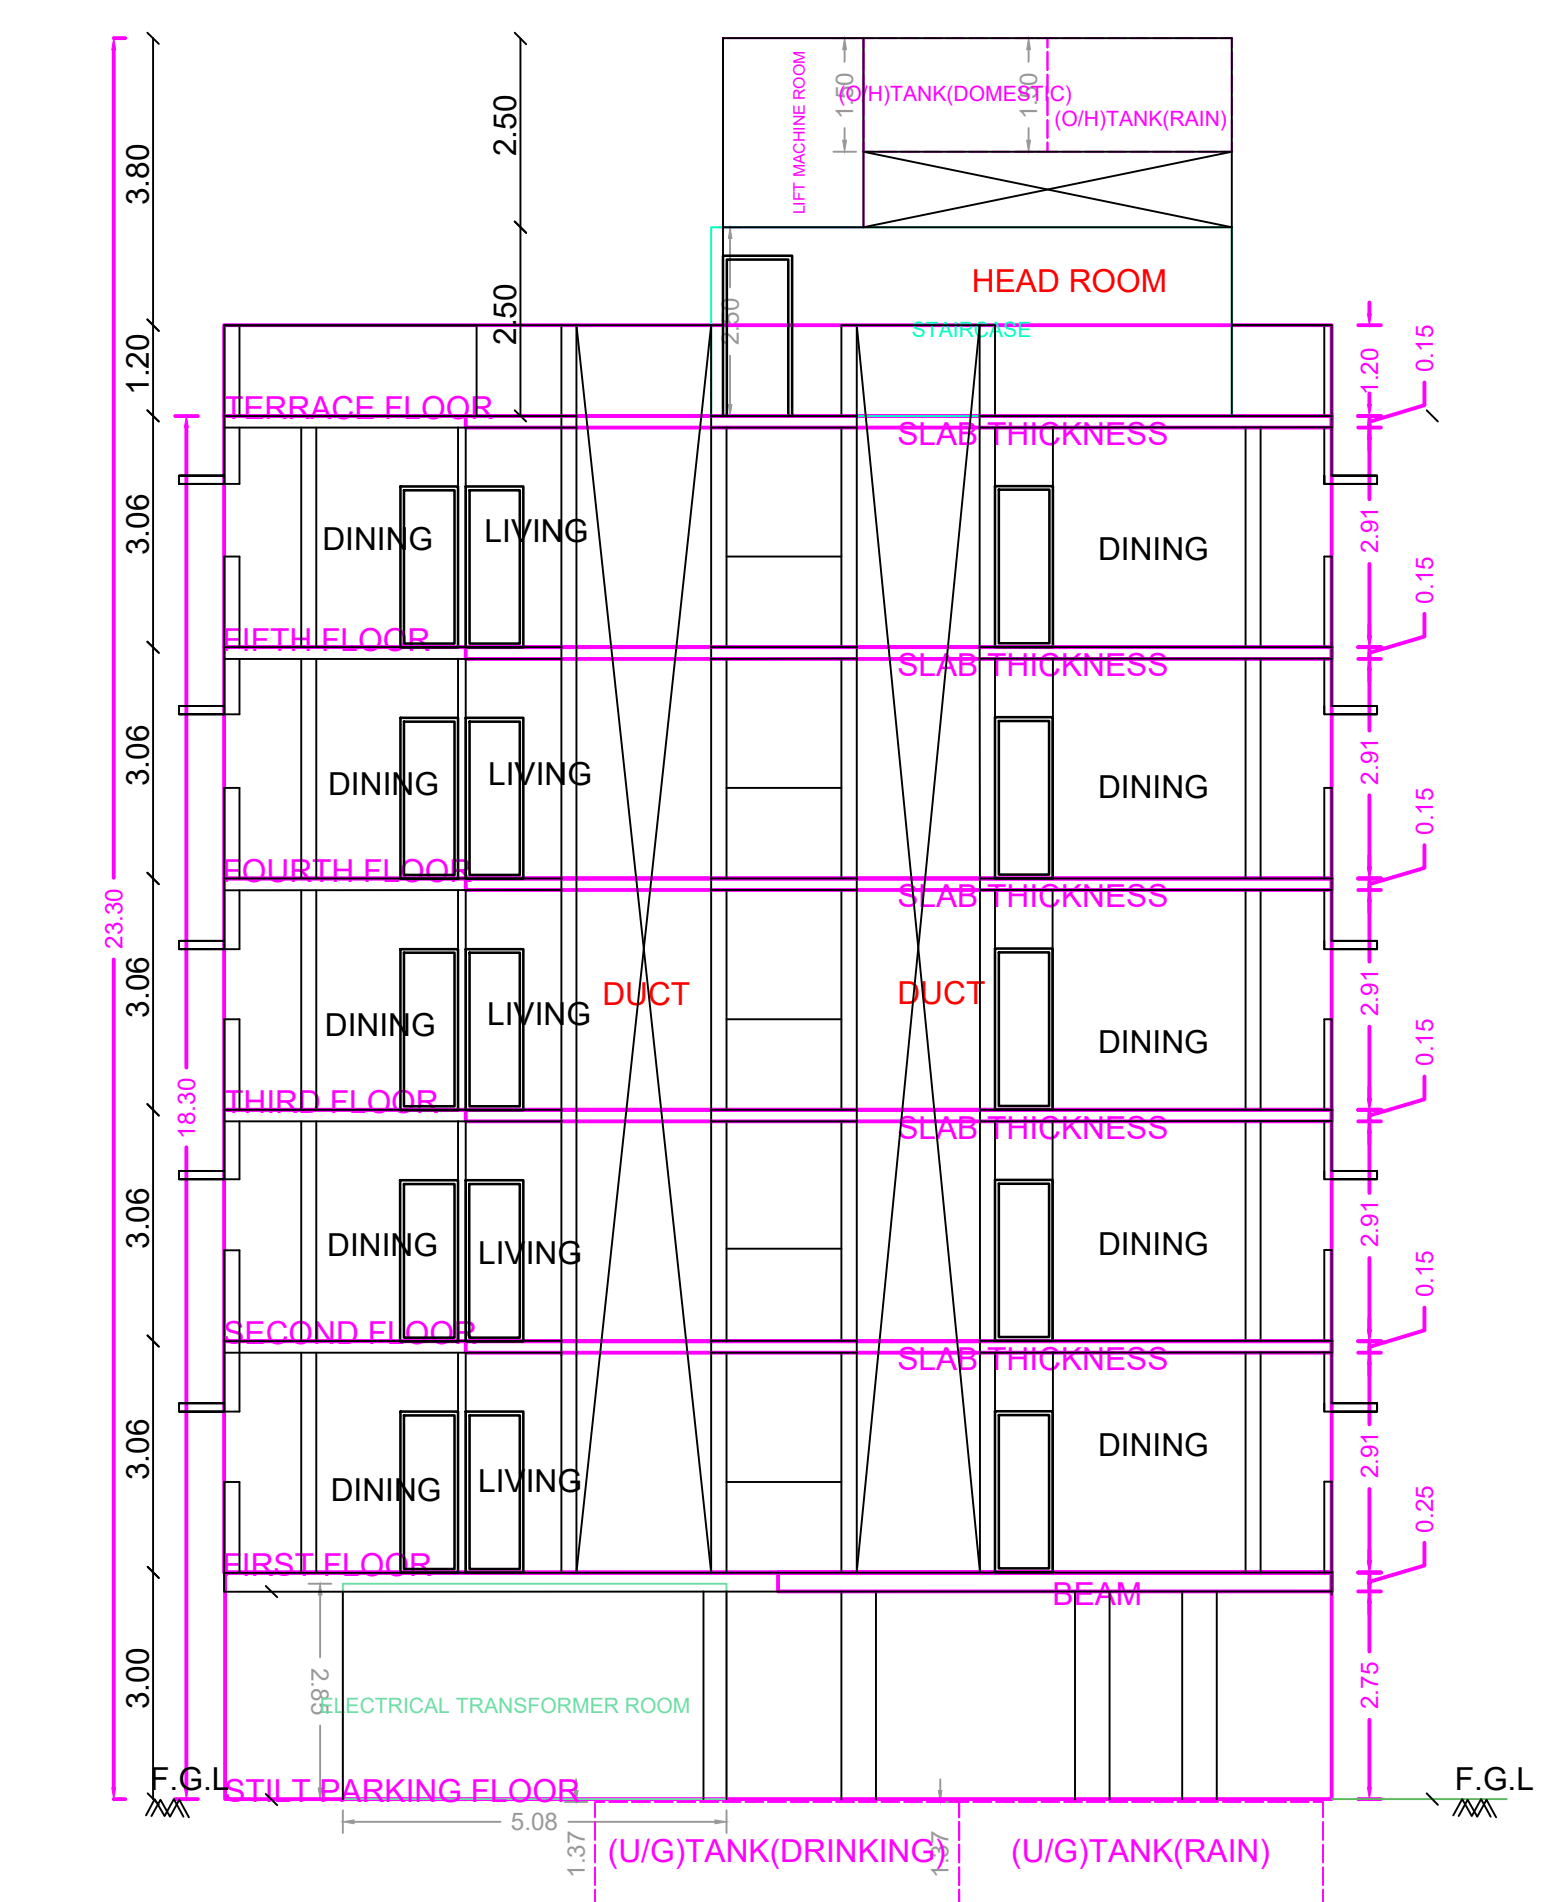 2.50
3.80
LIFT MACHINE ROOM
1.50
(O/H)TANK(DOMESTIC)
(O/H)TANK(RAIN)
HEAD ROOM
2.50
2.50
STAIRCASE
1.20
1.20
0.15
TERRACE FLOOR
SLAB THICKNESS
3.06
DINING
LIVING
DINING
2.91
0.15
FIFTH FLOOR
SLAB THICKNESS
3.06
DINING
LIVING
DINING
2.91
0.15
FOURTH FLOOR
SLAB THICKNESS
23.30
3.06
DINING
LIVING
DUCT
DUCT
DINING
2.91
0.15
18.30
THIRD FLOOR
SLAB THICKNESS
3.06
DINING
LIVING
DINING
2.91
0.15
SECOND FLOOR
SLAB THICKNESS
3.06
DINING
LIVING
DINING
2.91
0.25
FIRST FLOOR
BEAM
3.00
2.85
ELECTRICAL TRANSFORMER ROOM
2.75
F.G.L
STILT PARKING FLOOR
F.G.L
5.08
1.37
(U/G)TANK(DRINKING)
1.37
(U/G)TANK(RAIN)